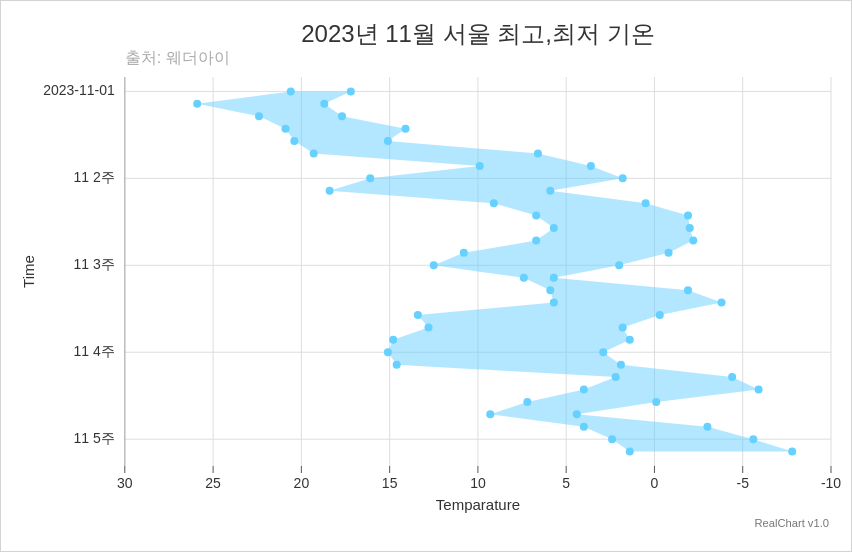 2023년 11월 서울 최고,최저 기온
출처: 웨더아이
2023-11-01
11 2주
11 3주
11 4주
11 5주
Time
30 25 20 15 10 5 0 -5 -10
Temparature
RealChart v1.0